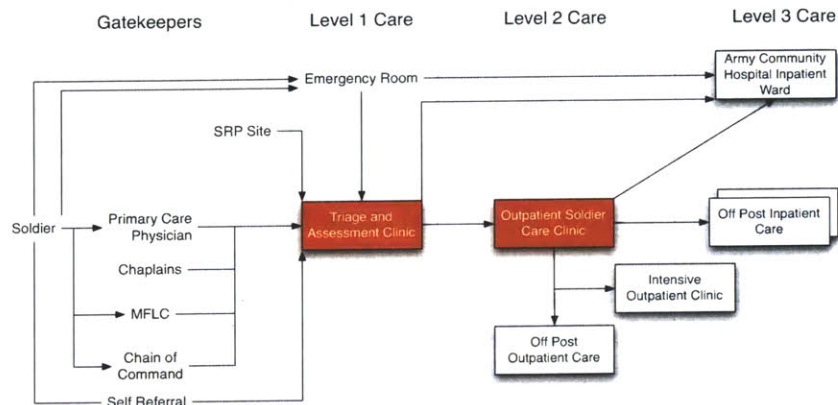 Gatekeepers
Level 1 Care
Level 2 Care
Level 3 Care
Emergency Room
Army Community
Hospital Inpatient
Ward
SRP Site
Soldier
Primary Care
Physician
Triage and
Assessment Clinic
Outpatient Soldier
Care Clinic
Off Post Inpatient
Care
Chaplains
MFLC
Intensive
Outpatient Clinic
Chain of
Command
Off Post
Outpatient Care
Self Referral